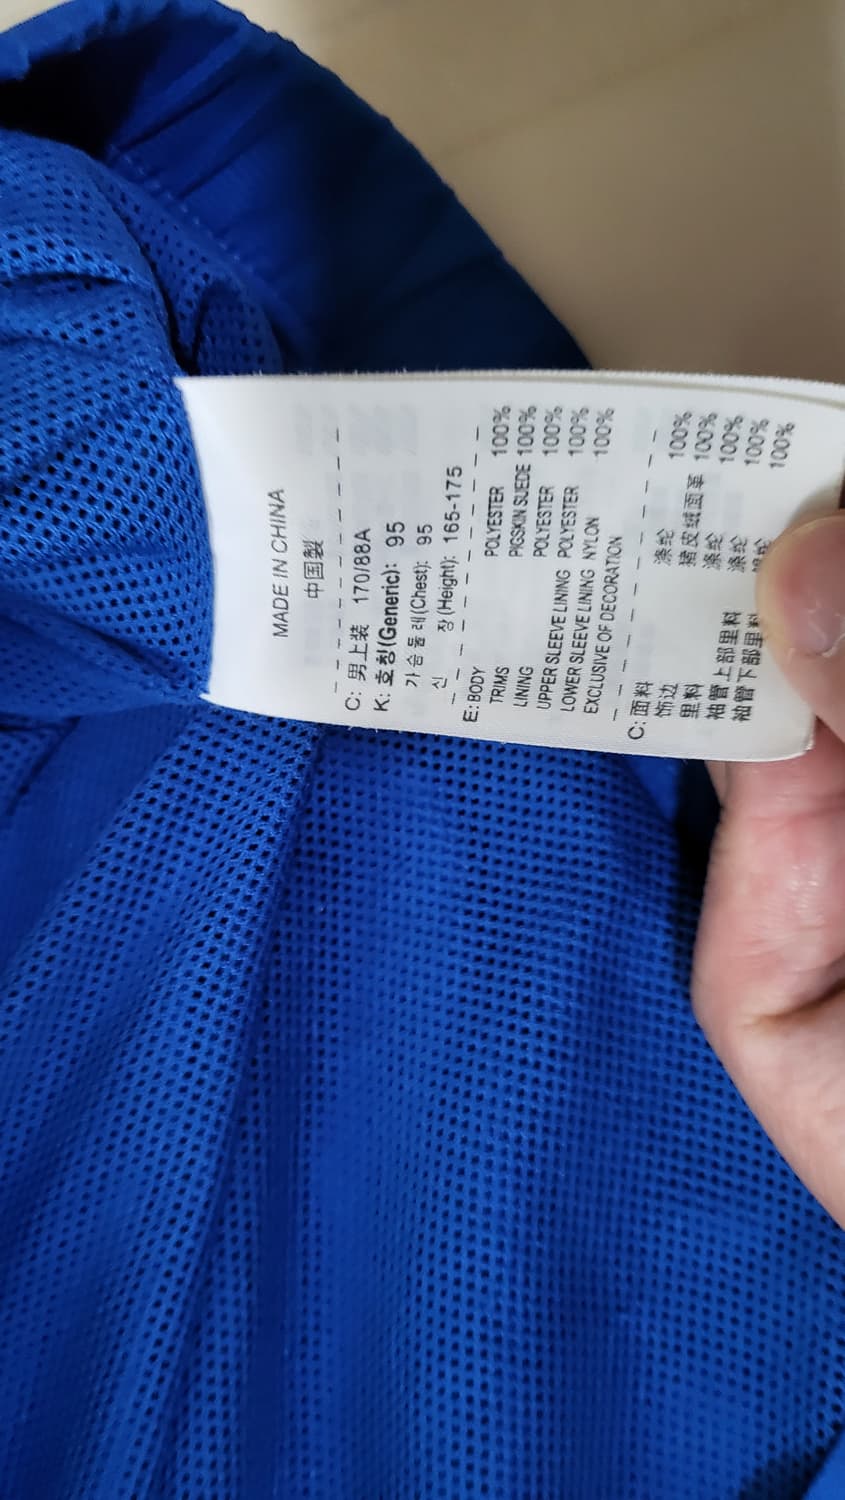 MADE IN CHINA
中国製
C: 男上装 170/88A
K: 호칭(Generic): 95
가슴둘레(Chest): 95
신 장(Height): 165-175
E: BODY POLYESTER 100%
TRIMS PIGSKIN SUEDE 100%
LINING POLYESTER 100%
UPPER SLEEVE LINING POLYESTER 100%
LOWER SLEEVE LINING NYLON 100%
EXCLUSIVE OF DECORATION
C: 面料 涤纶 100%
饰边 猪皮绒面革 100%
里料 涤纶 100%
袖管上部里料 涤纶 100%
袖管下部里料 100%